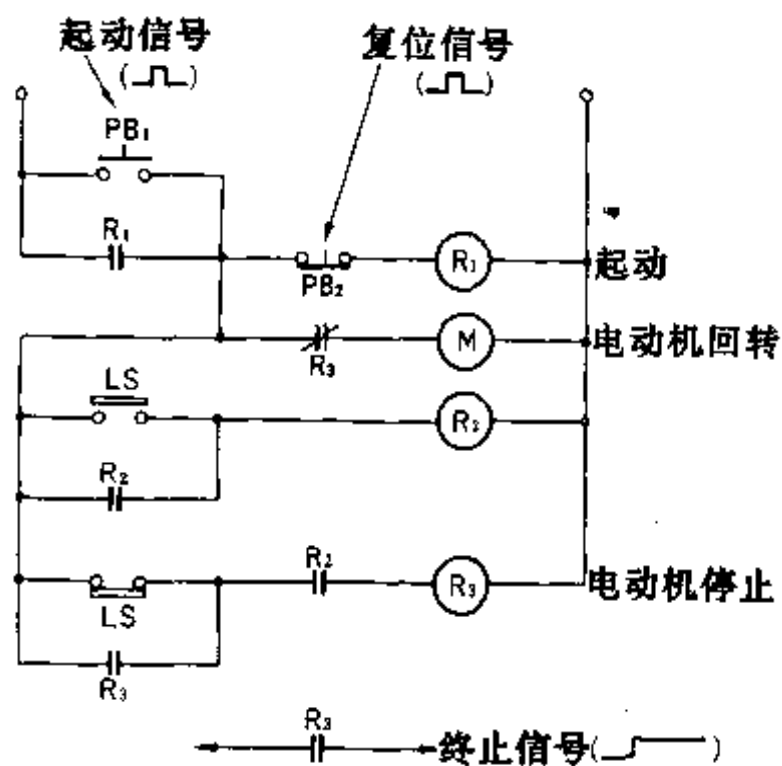 起动信号
复位信号
PB₁
R₁
PB₂
R₁
起动
R₃
M
电动机回转
LS
R₂
R₂
R₂
R₃
电动机停止
LS
R₃
R₃
终止信号